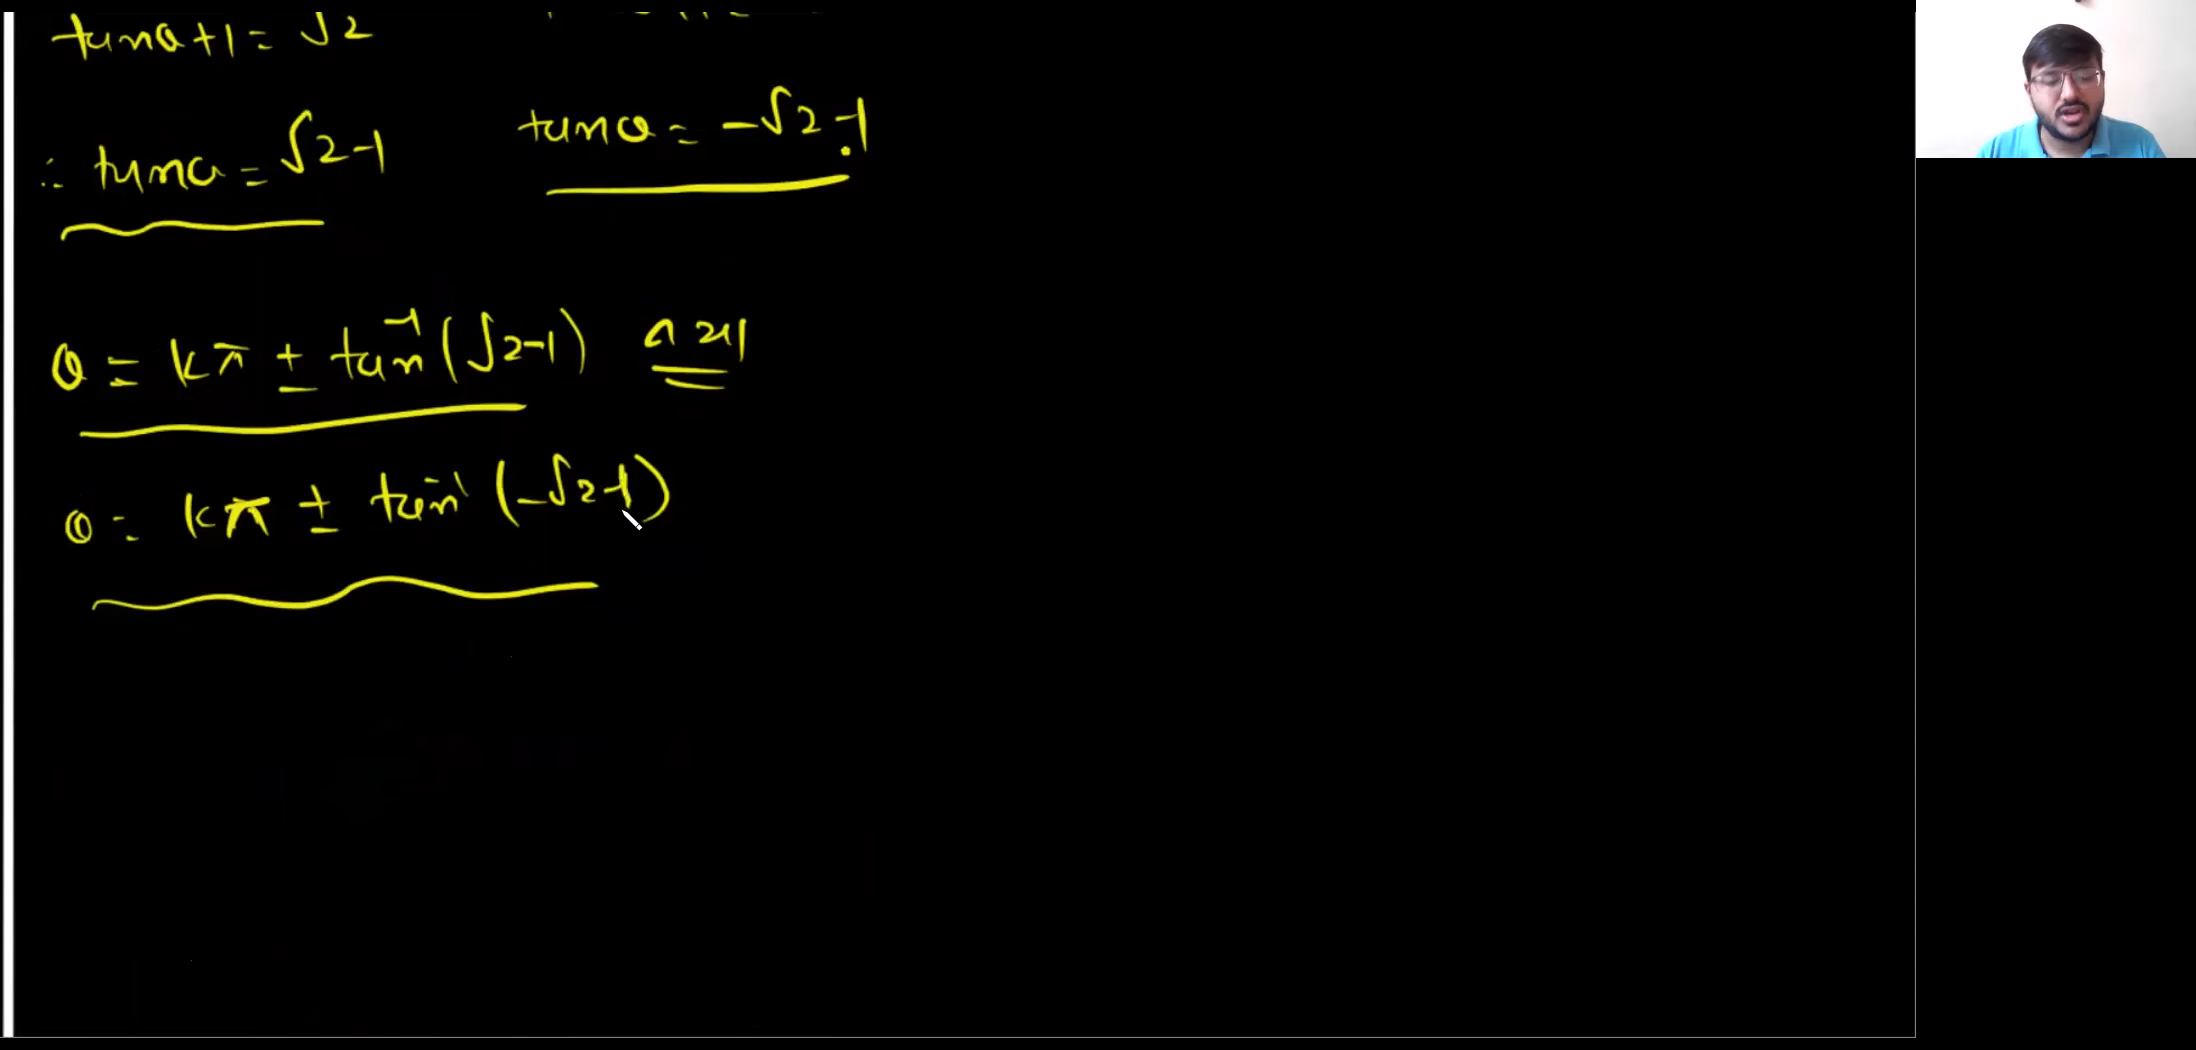 tanθ+1 = √2
∴ tanθ = √2-1
tanθ = -√2-1
θ = kπ ± tan⁻¹(√2-1) અથવા
θ = kπ ± tan⁻¹(-√2-1)